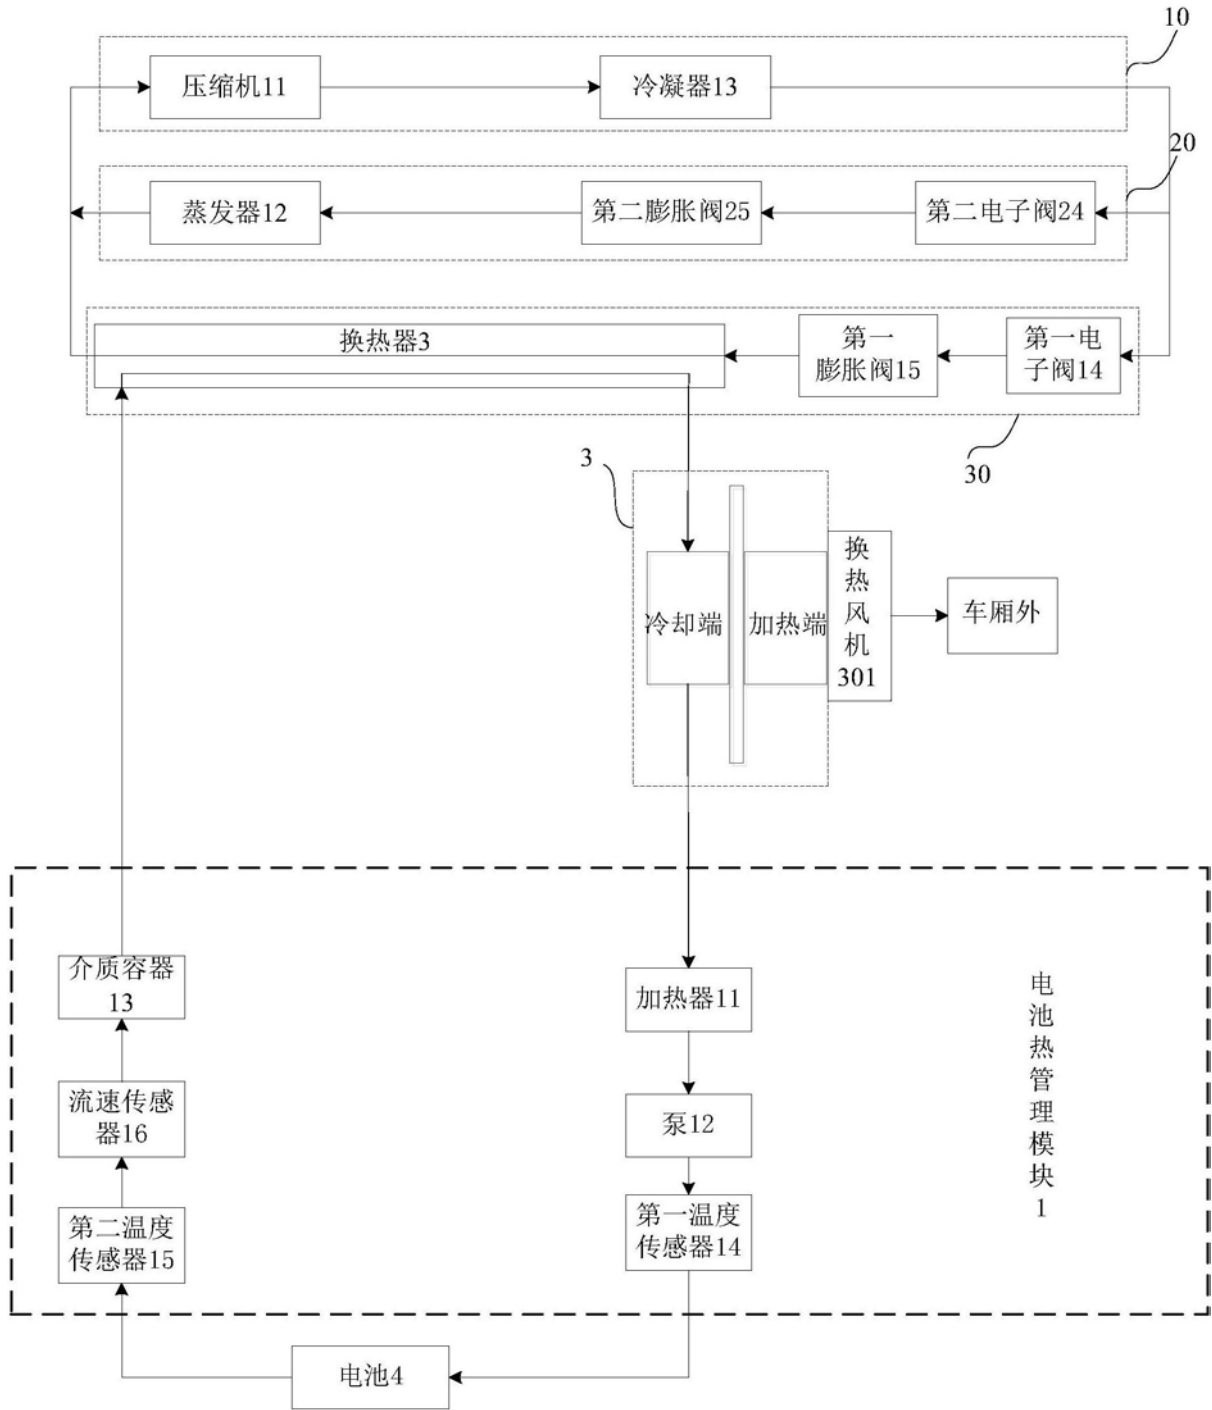 10
压缩机11
冷凝器13
20
蒸发器12
第二膨胀阀25
第二电子阀24
换热器3
第一
膨胀阀15
第一电
子阀14
30
3
冷却端
加热端
换
热
风
机
301
车厢外
介质容器
13
流速传感
器16
第二温度
传感器15
加热器11
泵12
第一温度
传感器14
电
池
热
管
理
模
块
1
电池4